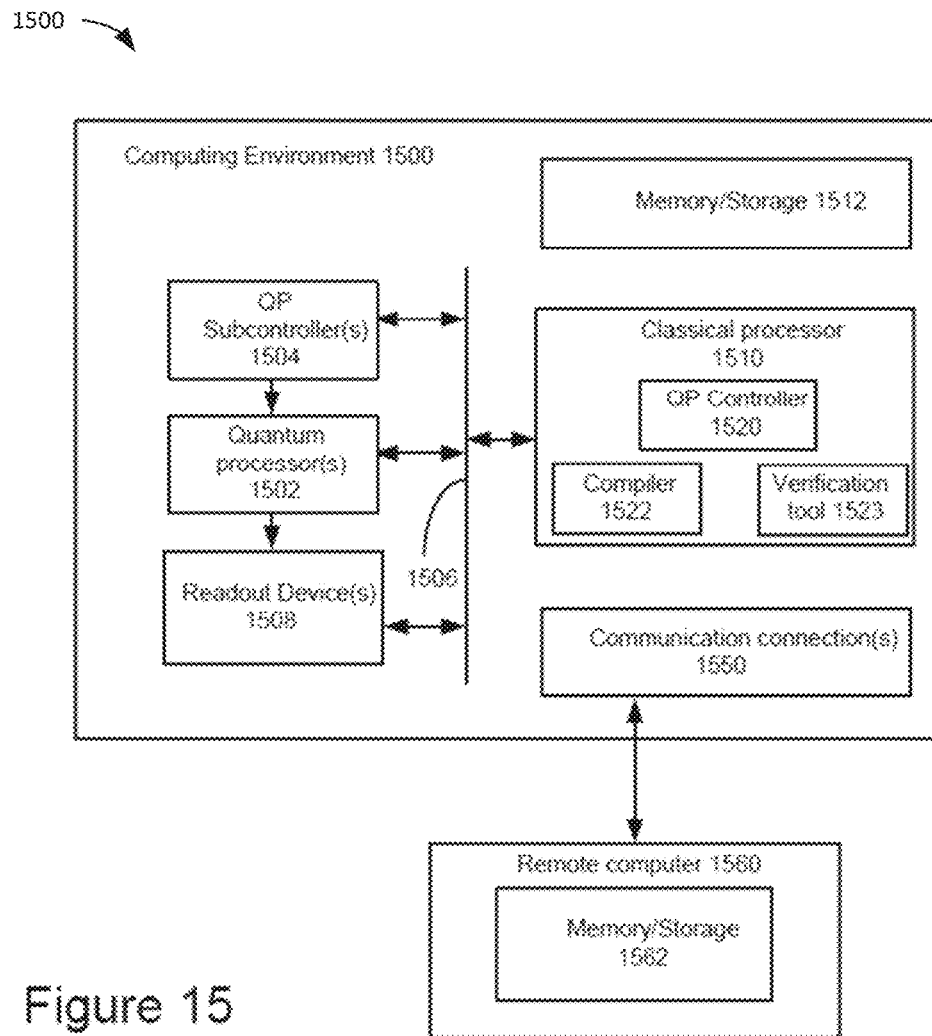 1500
Computing Environment 1500
Memory/Storage 1512
QP
Subcontroller(s)
1504
Classical processor
1510
QP Controller
1520
Quantum
processor(s)
1502
Compiler
1522
Verification
tool 1523
1506
Readout Device(s)
1508
Communication connection(s)
1550
Remote computer 1560
Memory/Storage
1562
Figure 15